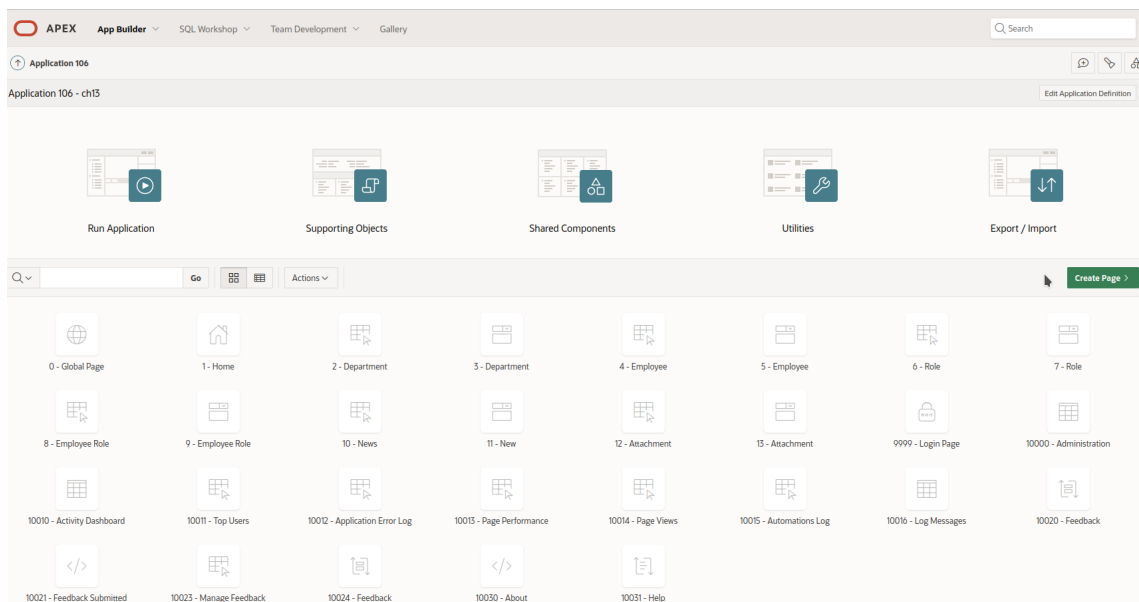 APEX App Builder SQL Workshop Team Development Gallery Search
Application 106
Application 106 - ch13 Edit Application Definition
Run Application Supporting Objects Shared Components Utilities Export / Import
Go Actions Create Page
0 - Global Page 1 - Home 2 - Department 3 - Department 4 - Employee 5 - Employee 6 - Role 7 - Role
8 - Employee Role 9 - Employee Role 10 - News 11 - New 12 - Attachment 13 - Attachment 9999 - Login Page 10000 - Administration
10010 - Activity Dashboard 10011 - Top Users 10012 - Application Error Log 10013 - Page Performance 10014 - Page Views 10015 - Automations Log 10016 - Log Messages 10020 - Feedback
10021 - Feedback Submitted 10023 - Manage Feedback 10024 - Feedback 10030 - About 10031 - Help